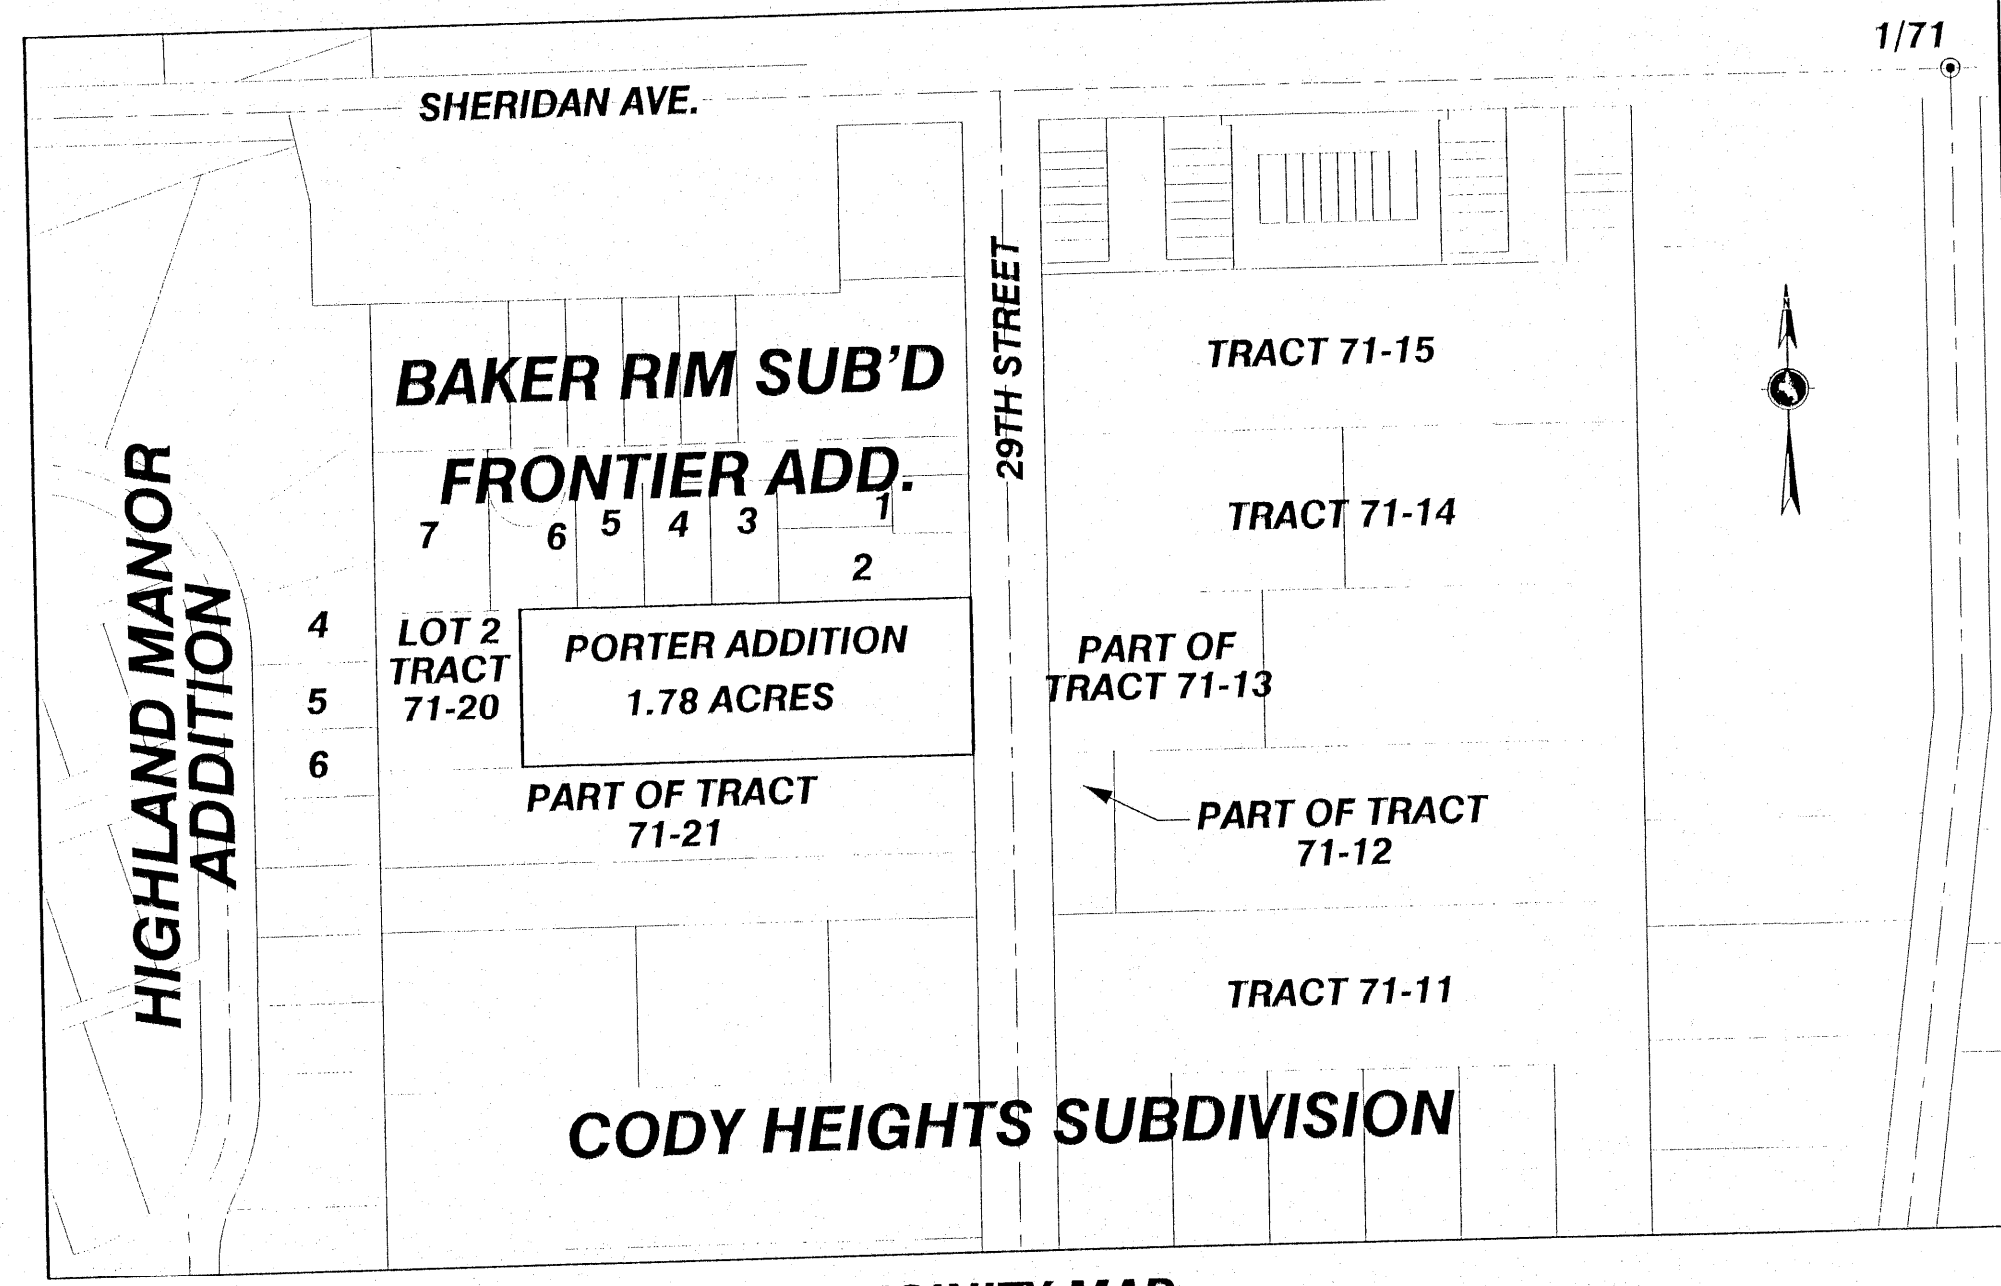 1/71
SHERIDAN AVE.
29TH STREET
N
TRACT 71-15
BAKER RIM SUB'D
FRONTIER ADD.
7
6
5
4
3
1
2
TRACT 71-14
HIGHLAND MANOR
ADDITION
4
5
6
LOT 2
TRACT
71-20
PORTER ADDITION
1.78 ACRES
PART OF
TRACT 71-13
PART OF TRACT
71-21
PART OF TRACT
71-12
TRACT 71-11
CODY HEIGHTS SUBDIVISION
MAP